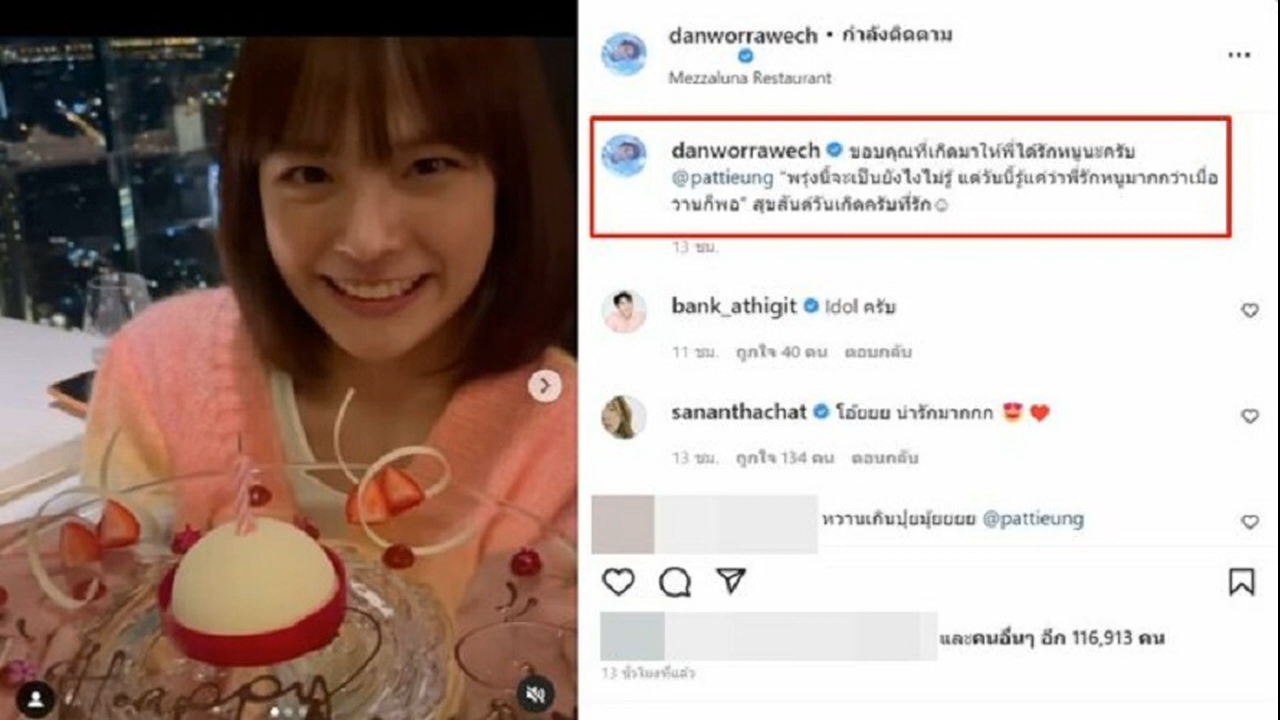 danworrawech • กำลังติดตาม
Mezzaluna Restaurant
danworrawech ขอบคุณที่เกิดมาให้พี่ได้รักหนูนะครับ
@pattieung "พรุ่งนี้จะเป็นยังไงไม่รู้ แต่วันนี้รู้แค่ว่าพี่รักหนูมากกว่าเมื่อ
วานก็พอ" สุขสันต์วันเกิดครับที่รัก☺
13 ชม.
bank_athigit Idol ครับ
11 ชม. ถูกใจ 40 คน ตอบกลับ
sananthachat โอ๊ยยย น่ารักมากกก 😍❤️
13 ชม. ถูกใจ 134 คน ตอบกลับ
หวานเกินปุยมุ้ยยยย @pattieung
และคนอื่นๆ อีก 116,913 คน
13 ชั่วโมงที่แล้ว
Happy